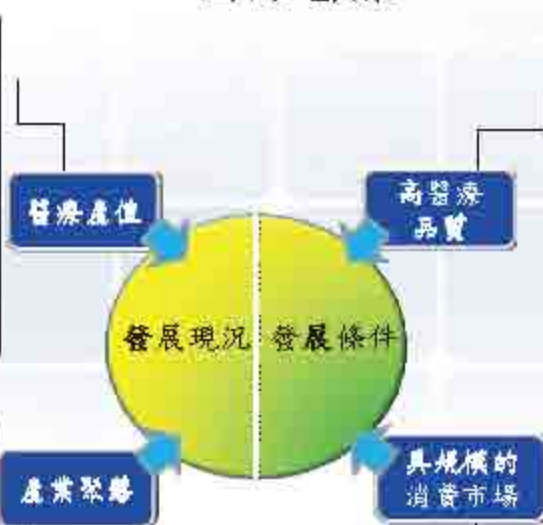 醫療產值
高醫療
品質
發展現況
發展條件
產業聚落
具規模的
消費市場